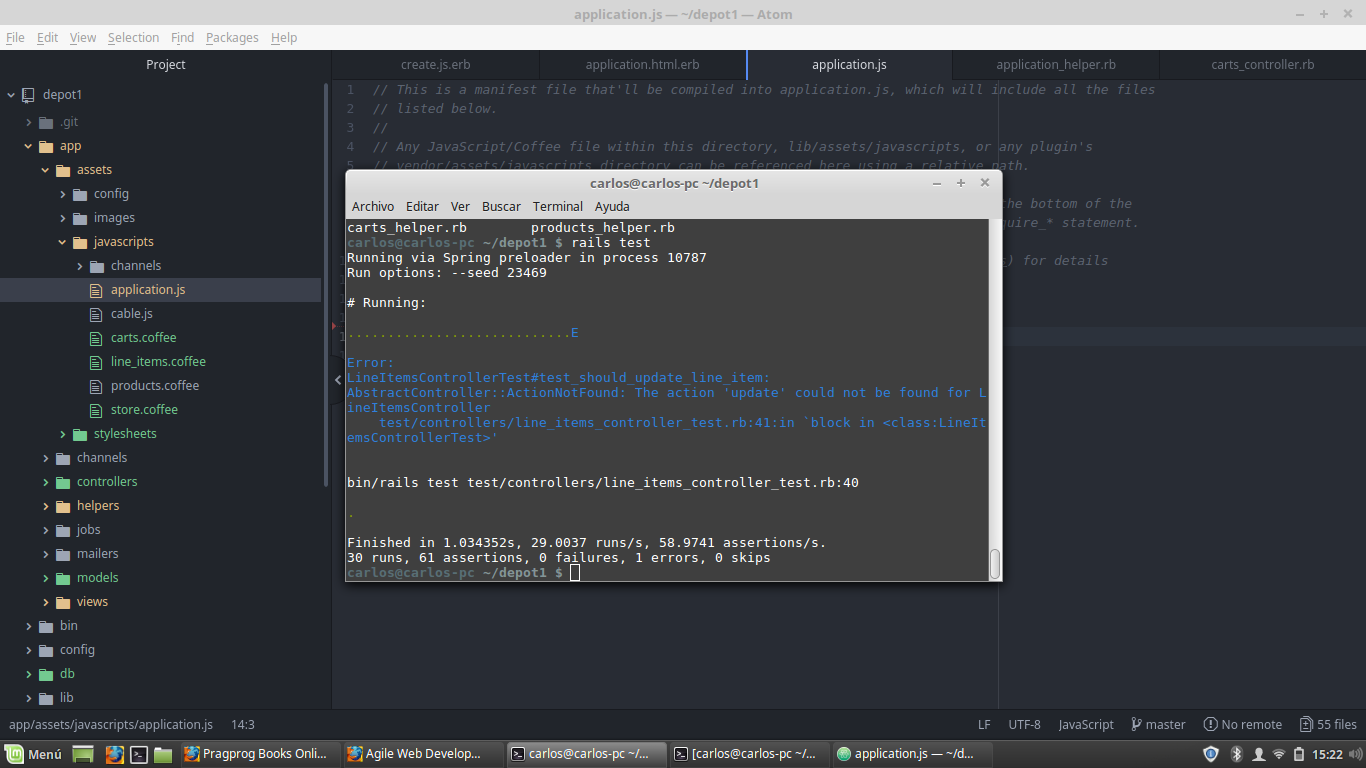 application.js — ~/depot1 — Atom
File Edit View Selection Find Packages Help
Project
create.js.erb
application.html.erb
application.js
application_helper.rb
carts_controller.rb
depot1
.git
app
assets
config
images
javascripts
channels
application.js
cable.js
carts.coffee
line_items.coffee
products.coffee
store.coffee
stylesheets
channels
controllers
helpers
jobs
mailers
models
views
bin
config
db
lib
1 // This is a manifest file that'll be compiled into application.js, which will include all the files
2 // listed below.
3 //
4 // Any JavaScript/Coffee file within this directory, lib/assets/javascripts, or any plugin's
5 // vendor/assets/javascripts directory can be referenced here using a relative path.
the bottom of the
quire_* statement.
) for details
carlos@carlos-pc ~/depot1
Archivo Editar Ver Buscar Terminal Ayuda
carts_helper.rb products_helper.rb
carlos@carlos-pc ~/depot1 $ rails test
Running via Spring preloader in process 10787
Run options: --seed 23469
# Running:
............................E
Error:
LineItemsControllerTest#test_should_update_line_item:
AbstractController::ActionNotFound: The action 'update' could not be found for L
ineItemsController
test/controllers/line_items_controller_test.rb:41:in `block in <class:LineIt
emsControllerTest>'
bin/rails test test/controllers/line_items_controller_test.rb:40
.
Finished in 1.034352s, 29.0037 runs/s, 58.9741 assertions/s.
30 runs, 61 assertions, 0 failures, 1 errors, 0 skips
carlos@carlos-pc ~/depot1 $
app/assets/javascripts/application.js 14:3 LF UTF-8 JavaScript master No remote 55 files
Menú Pragprog Books Onli... Agile Web Develop... carlos@carlos-pc ~/... [carlos@carlos-pc ~/... application.js — ~/d... 15:22